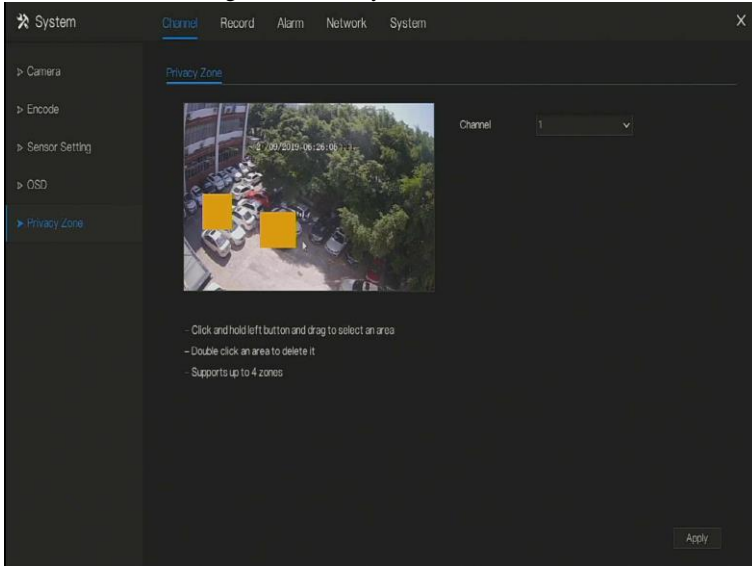 System
Channel Record Alarm Network System
X
Camera
Encode
Sensor Setting
OSD
Privacy Zone
Privacy Zone
Channel 1
- Click and hold left button and drag to select an area
- Double click an area to delete it
- Supports up to 4 zones
Apply